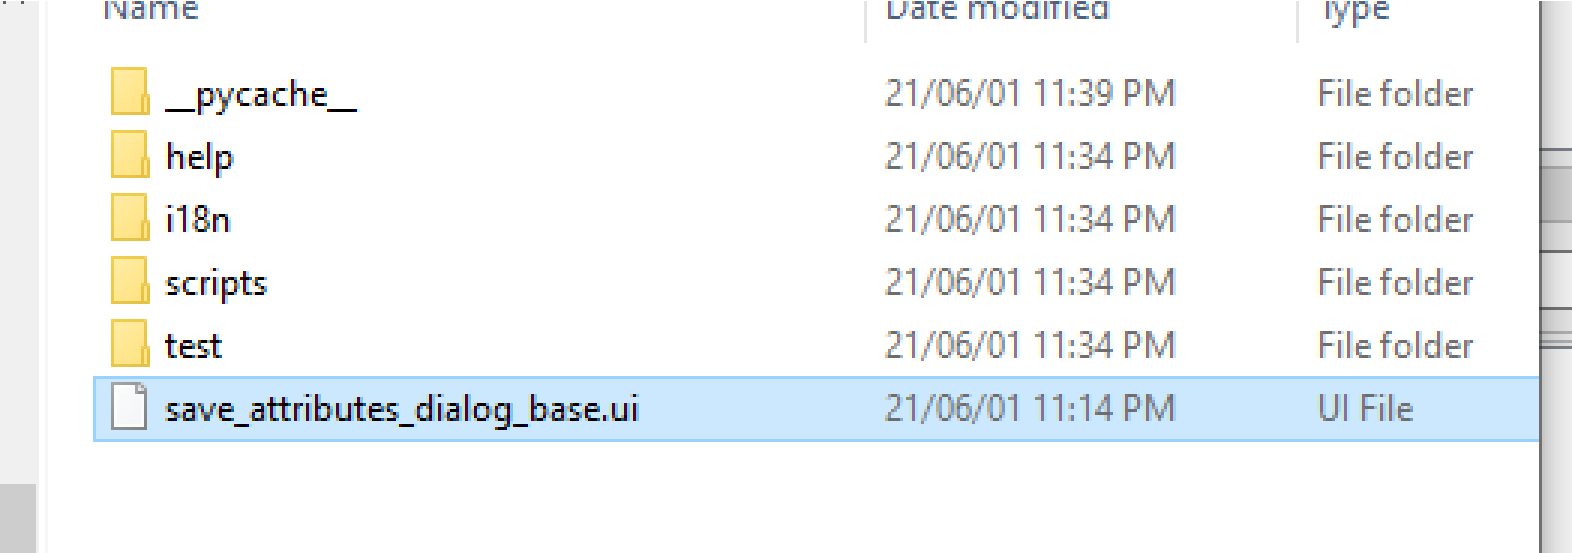 Name Date modified Type
__pycache__ 21/06/01 11:39 PM File folder
help 21/06/01 11:34 PM File folder
i18n 21/06/01 11:34 PM File folder
scripts 21/06/01 11:34 PM File folder
test 21/06/01 11:34 PM File folder
save_attributes_dialog_base.ui 21/06/01 11:14 PM UI File